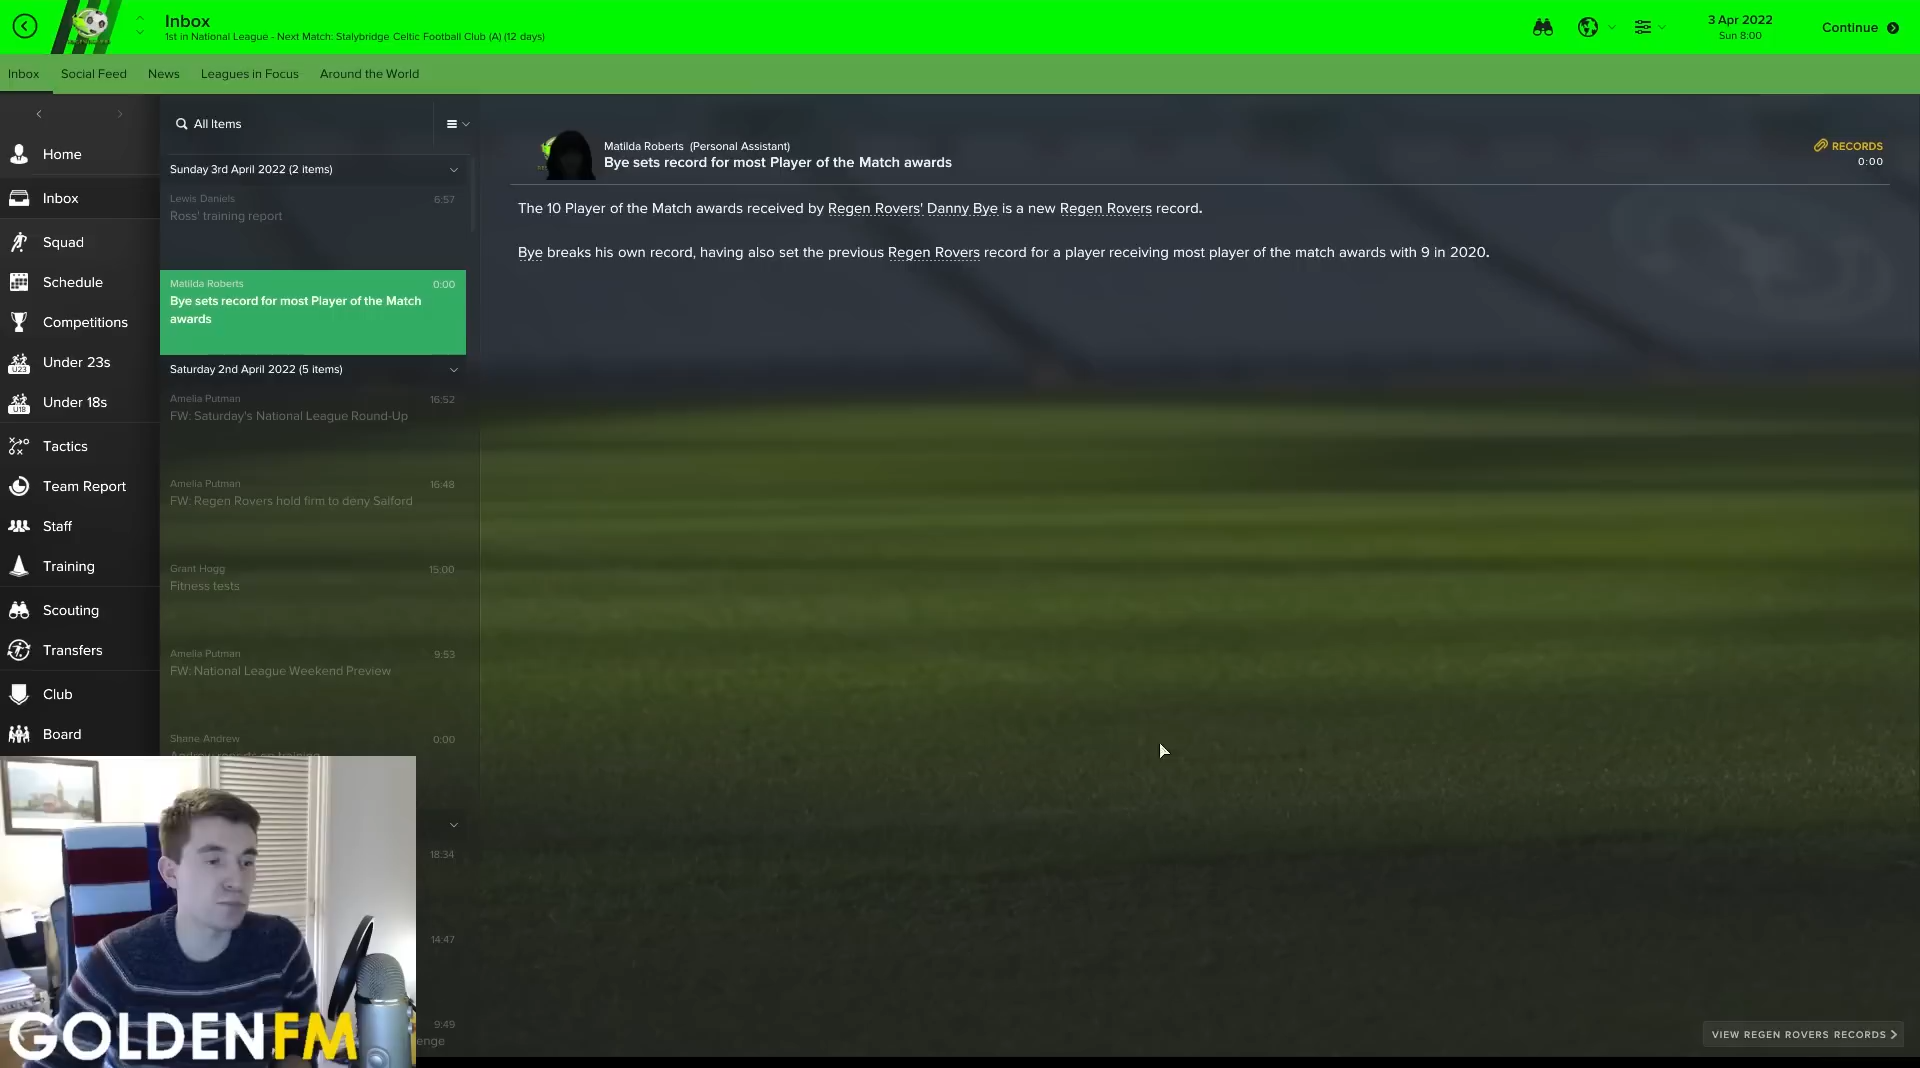 Inbox
1st in National League - Next Match: Stalybridge Celtic Football Club (A) (12 days)
3 Apr 2022
Sun 8:00
Continue
Inbox
Social Feed
News
Leagues in Focus
Around the World
Home
Inbox
Squad
Schedule
Competitions
U23
Under 23s
U18
Under 18s
Tactics
Team Report
Staff
Training
Scouting
Transfers
Club
Board
All Items
Sunday 3rd April 2022 (2 items)
Lewis Daniels 6:57
Ross' training report
Matilda Roberts 0:00
Bye sets record for most Player of the Match
awards
Saturday 2nd April 2022 (5 items)
Amelia Putman 16:52
FW: Saturday's National League Round-Up
Amelia Putman 16:48
FW: Regen Rovers hold firm to deny Salford
Grant Hogg 15:00
Fitness tests
Amelia Putman 9:53
FW: National League Weekend Preview
Shane Andrew 0:00
18:34
14:47
9:49
enge
Matilda Roberts (Personal Assistant)
Bye sets record for most Player of the Match awards
RECORDS
0:00
The 10 Player of the Match awards received by Regen Rovers' Danny Bye is a new Regen Rovers record.
Bye breaks his own record, having also set the previous Regen Rovers record for a player receiving most player of the match awards with 9 in 2020.
VIEW REGEN ROVERS RECORDS
GOLDENFM